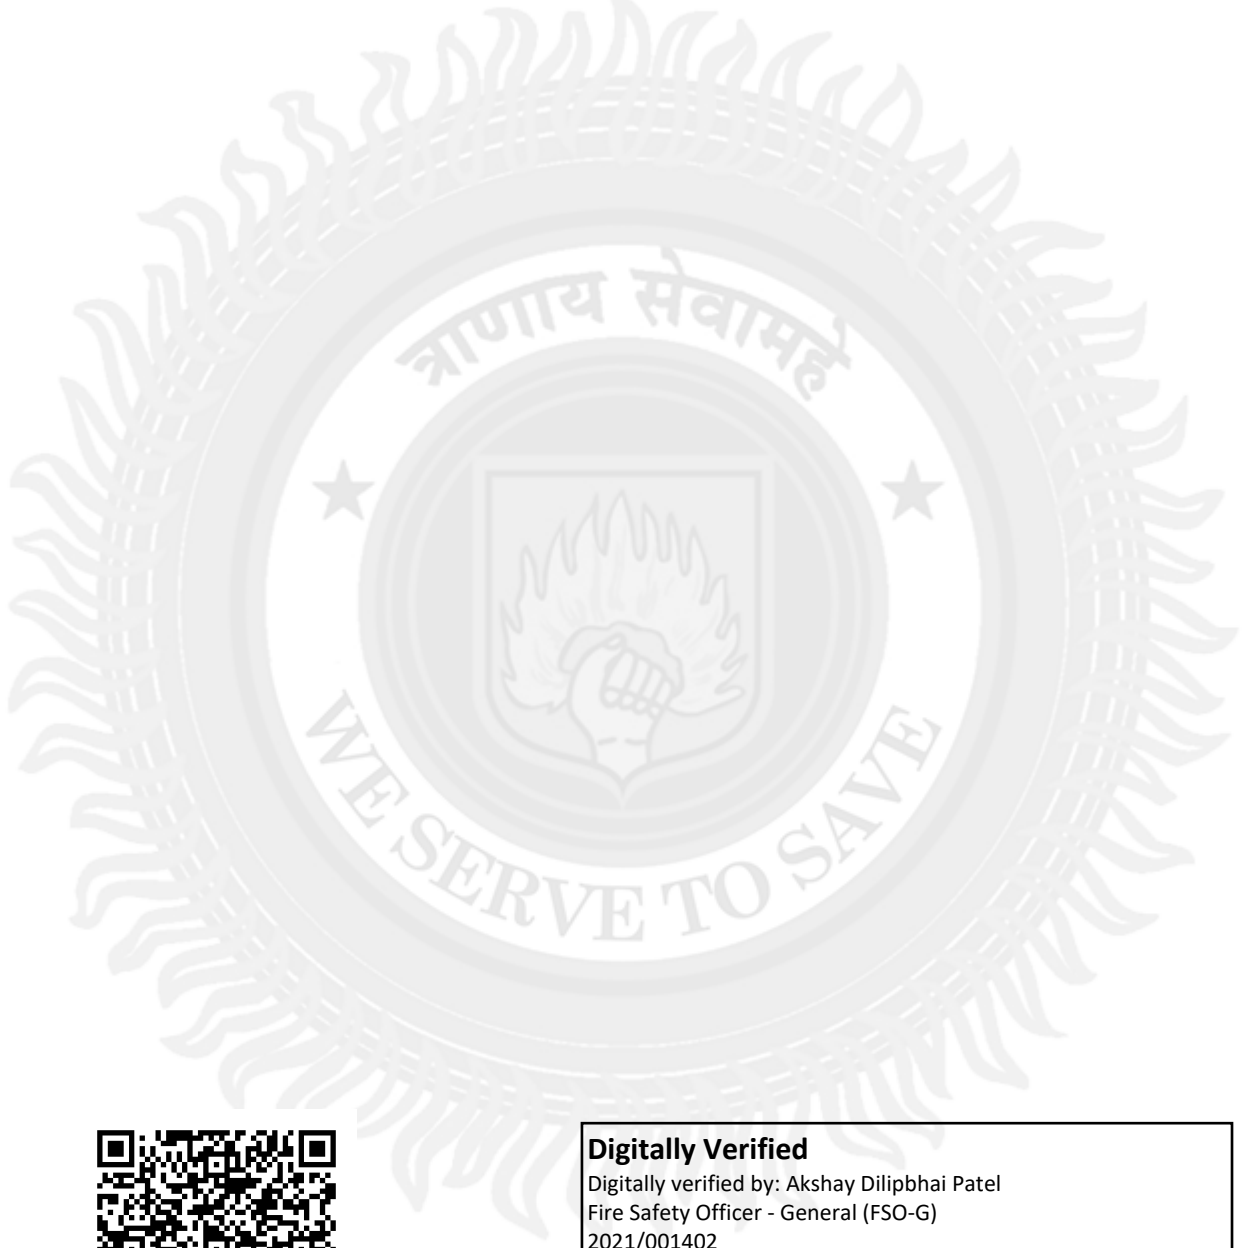 त्राणाय सेवामहे
WE SERVE TO SAVE
Digitally Verified
Digitally verified by: Akshay Dilipbhai Patel
Fire Safety Officer - General (FSO-G)
2021/001402